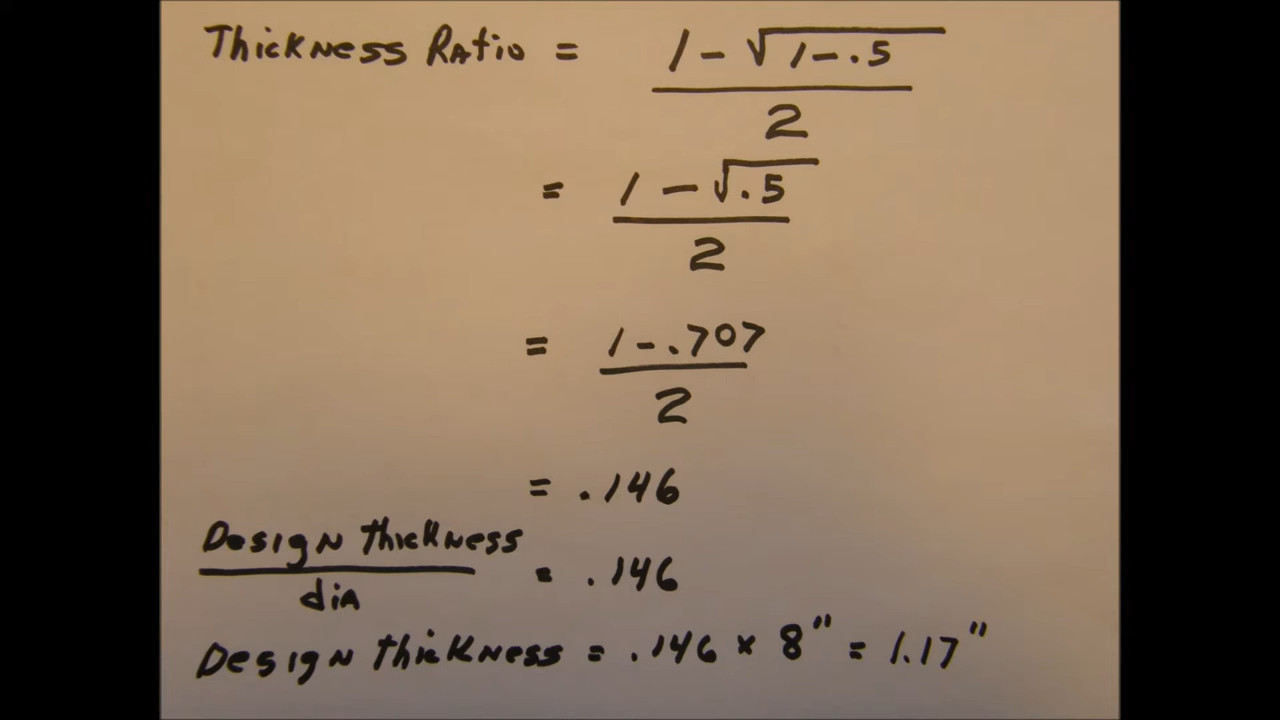 Thickness Ratio = (1 - √(1 - .5)) / 2
= (1 - √.5) / 2
= (1 - .707) / 2
= .146
Design thickness / dia = .146
Design thickness = .146 x 8" = 1.17"